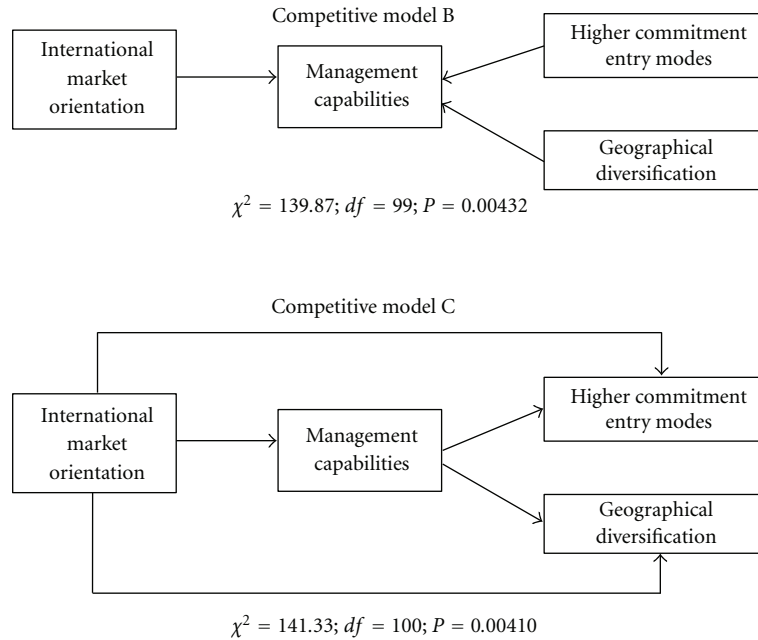 Competitive model B
International
market
orientation
Management
capabilities
Higher commitment
entry modes
Geographical
diversification
χ² = 139.87; df = 99; P = 0.00432
Competitive model C
International
market
orientation
Management
capabilities
Higher commitment
entry modes
Geographical
diversification
χ² = 141.33; df = 100; P = 0.00410